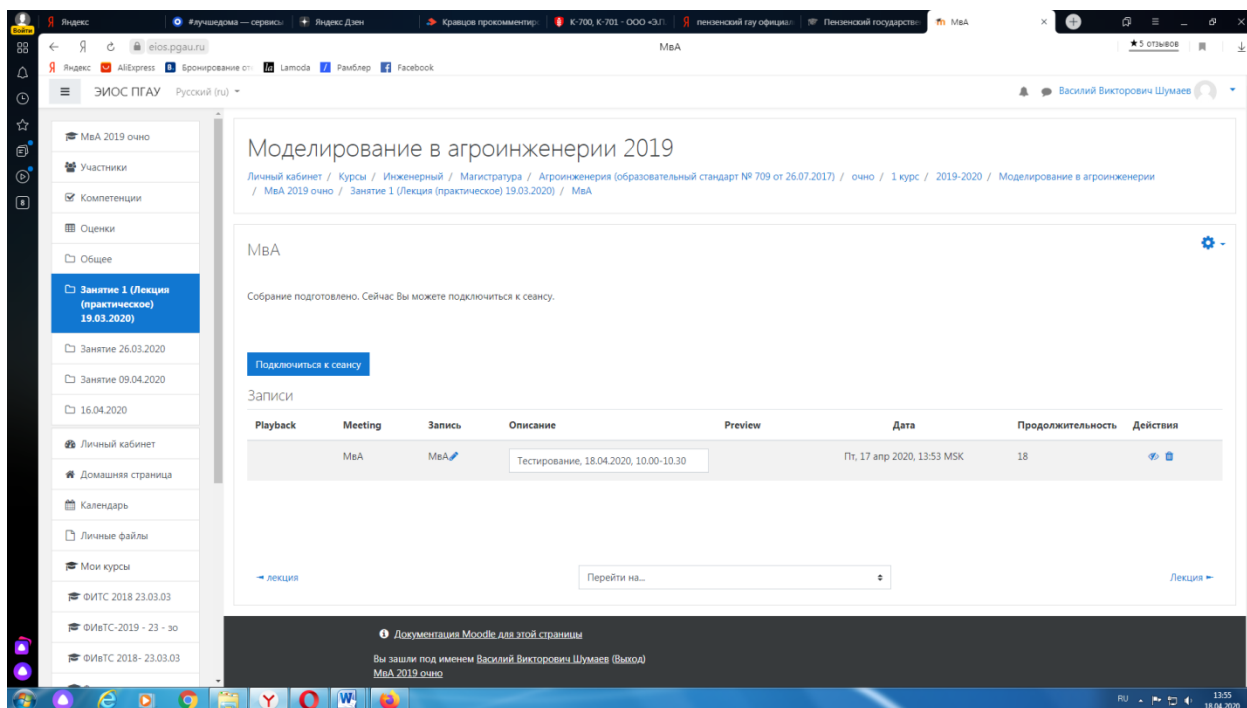 Яндекс
#лучшедома — сервисы
Яндекс Дзен
Кравцов прокомментир
К-700, К-701 - ООО «ЭЛ
пензенский гау официал
Пензенский государстве
МвА
Войти
eios.pgau.ru
МвА
★5 отзывов
Яндекс
AliExpress
Бронирование от
Lamoda
Рамблер
Facebook
ЭИОС ПГАУ
Русский (ru)
Василий Викторович Шумаев
МвА 2019 очно
Участники
Компетенции
Оценки
Общее
Занятие 1 (Лекция
(практическое)
19.03.2020)
Занятие 26.03.2020
Занятие 09.04.2020
16.04.2020
Личный кабинет
Домашняя страница
Календарь
Личные файлы
Мои курсы
ФИТС 2018 23.03.03
ФИвТС-2019 - 23 - зо
ФИвТС 2018- 23.03.03
Моделирование в агроинженерии 2019
Личный кабинет / Курсы / Инженерный / Магистратура / Агроинженерия (образовательный стандарт № 709 от 26.07.2017) / очно / 1 курс / 2019-2020 / Моделирование в агроинженерии
/ МвА 2019 очно / Занятие 1 (Лекция (практическое) 19.03.2020) / МвА
МвА
Собрание подготовлено. Сейчас Вы можете подключиться к сеансу.
Подключиться к сеансу
Записи
Playback Meeting Запись Описание Preview Дата Продолжительность Действия
МвА МвА Тестирование, 18.04.2020, 10.00-10.30 Пт, 17 апр 2020, 13:53 MSK 18
лекция
Перейти на...
Лекция
Документация Moodle для этой страницы
Вы зашли под именем Василий Викторович Шумаев (Выход)
МвА 2019 очно
RU
13:55
18.04.2020